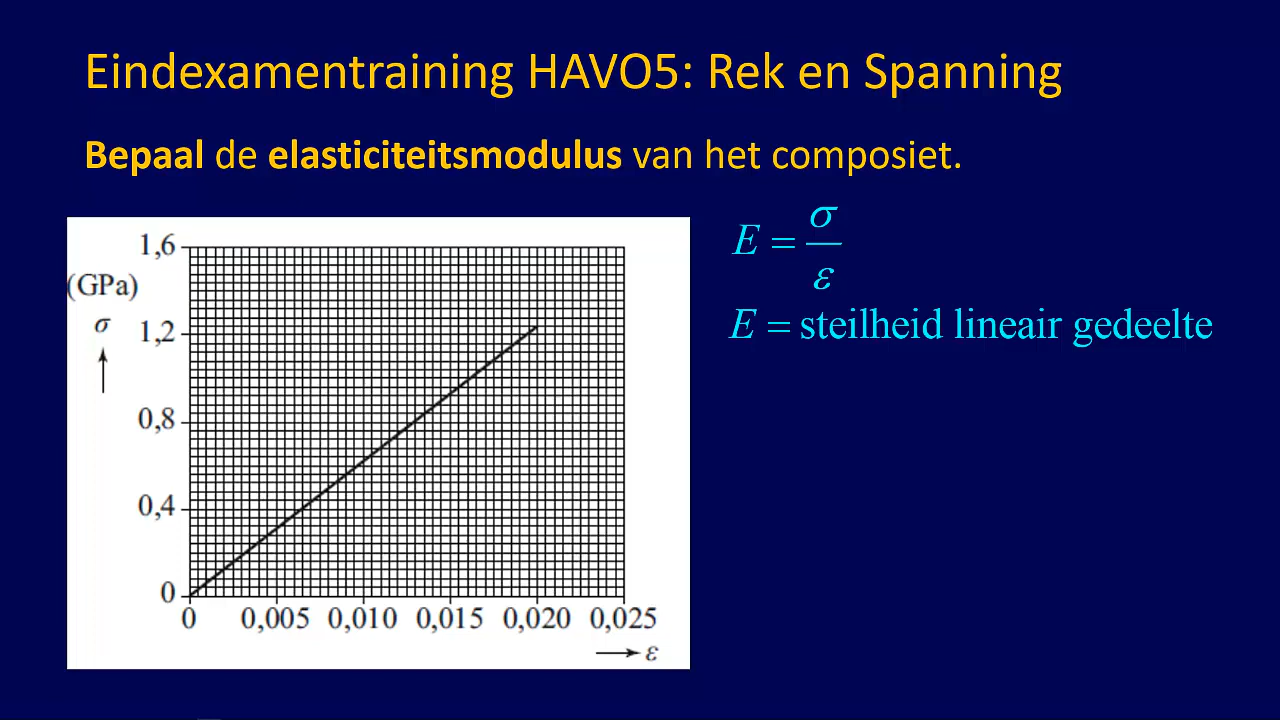 Eindexamentraining HAVO5: Rek en Spanning
Bepaal de elasticiteitsmodulus van het composiet.
1,6
(GPa)
σ
1,2
0,8
0,4
0
0 0,005 0,010 0,015 0,020 0,025
ε
E = σ/ε
E = steilheid lineair gedeelte